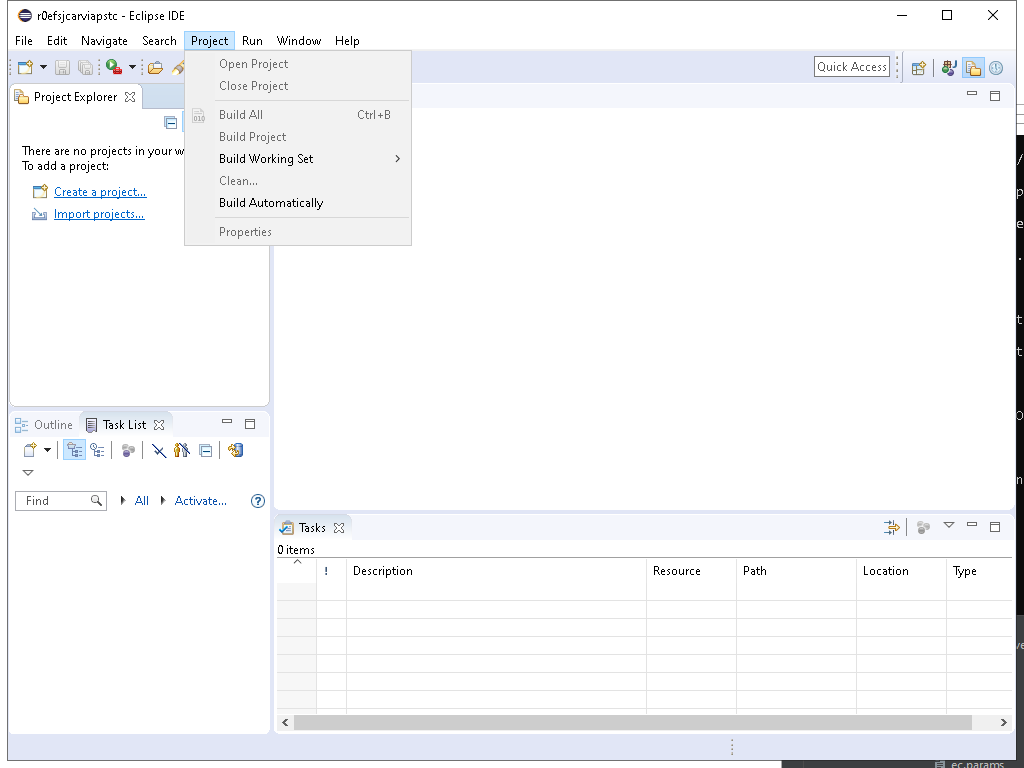 r0efsjcarviapstc - Eclipse IDE
File Edit Navigate Search Project Run Window Help
Quick Access
Open Project
Close Project
Build All Ctrl+B
Build Project
Build Working Set
Clean...
Build Automatically
Properties
Project Explorer
There are no projects in your w
To add a project:
Create a project...
Import projects...
Outline Task List
Find All Activate...
Tasks
0 items
! Description Resource Path Location Type
ec.params